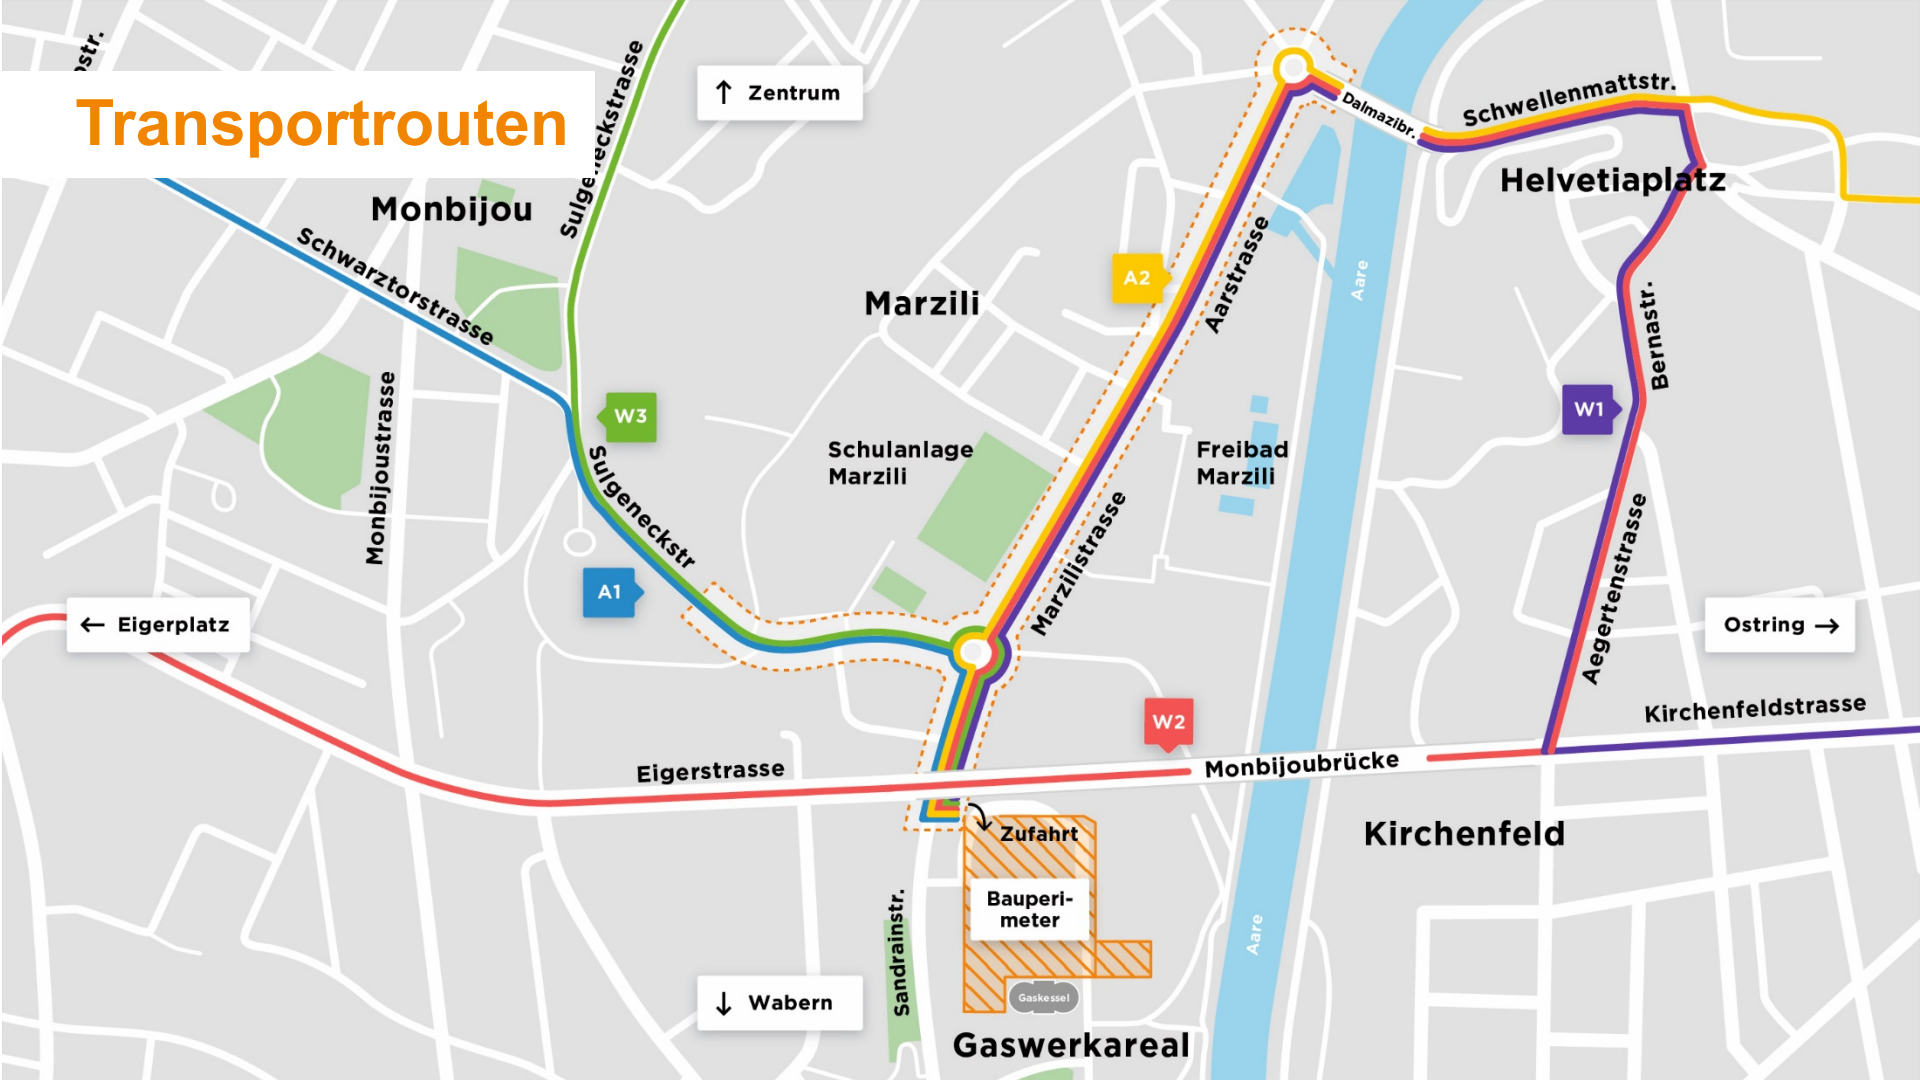 Transportrouten
Sulgeneckstrasse
↑ Zentrum
Dalmazibr.
Schwellenmattstr.
Helvetiaplatz
Monbijou
Schwarztorstrasse
Marzili
A2
Aarstrasse
Aare
Bernastr.
W1
W3
Monbijoustrasse
Sulgeneckstr
Schulanlage
Marzili
Freibad
Marzili
Marzilistrasse
Aegertenstrasse
A1
← Eigerplatz
Ostring →
W2
Kirchenfeldstrasse
Eigerstrasse
Monbijoubrücke
Zufahrt
Kirchenfeld
Bauperi-
meter
Sandrainstr.
Aare
↓ Wabern
Gaskessel
Gaswerkareal